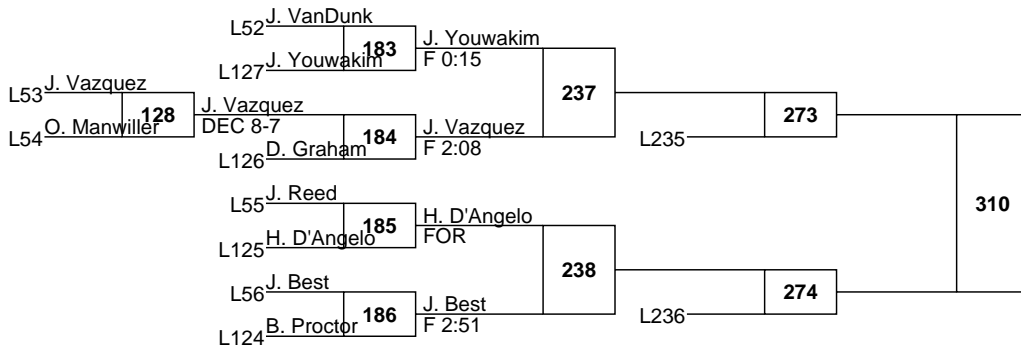 L52 J. VanDunk
183
J. Youwakim
F 0:15
L127 J. Youwakim
237
L53 J. Vazquez
128
J. Vazquez
DEC 8-7
273
L54 O. Manwiller
184
J. Vazquez
F 2:08
L235
L126 D. Graham
L55 J. Reed
185
H. D'Angelo
FOR
310
L125 H. D'Angelo
238
L56 J. Best
274
186
J. Best
F 2:51
L236
L124 B. Proctor